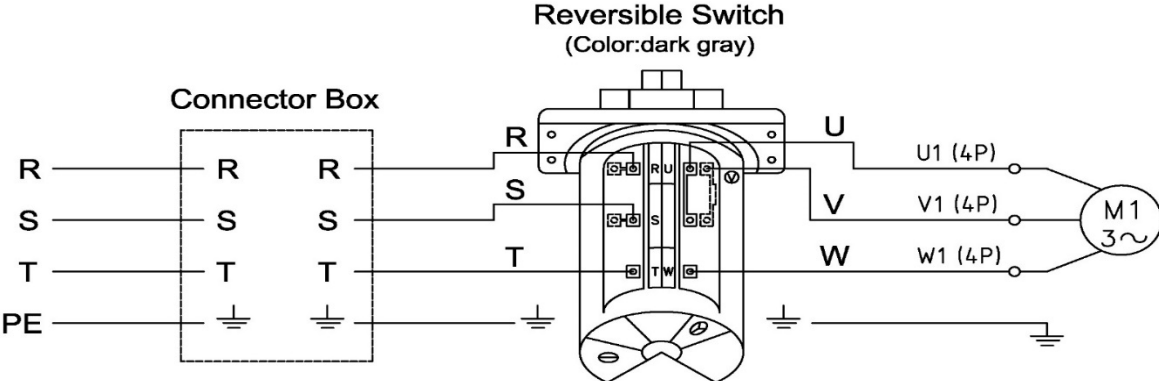 Reversible Switch
(Color:dark gray)
Connector Box
R R R R R U U U1 (4P)
S S S S S V V V1 (4P) M1
3~
T T T T T W W W1 (4P)
PE